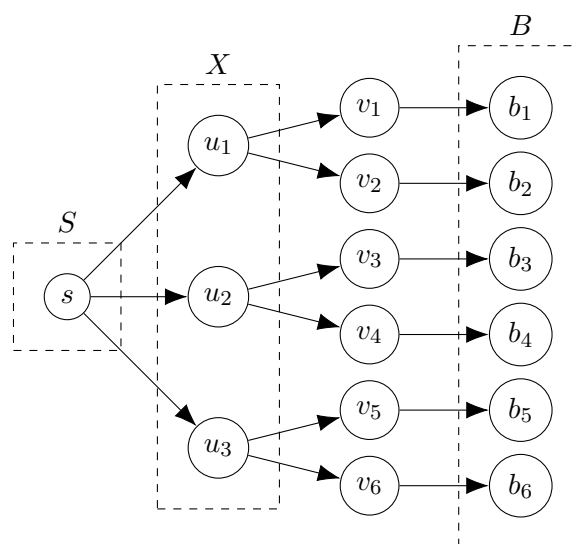 B
X
v₁
b₁
u₁
v₂
b₂
S
v₃
b₃
s
u₂
v₄
b₄
v₅
b₅
u₃
v₆
b₆